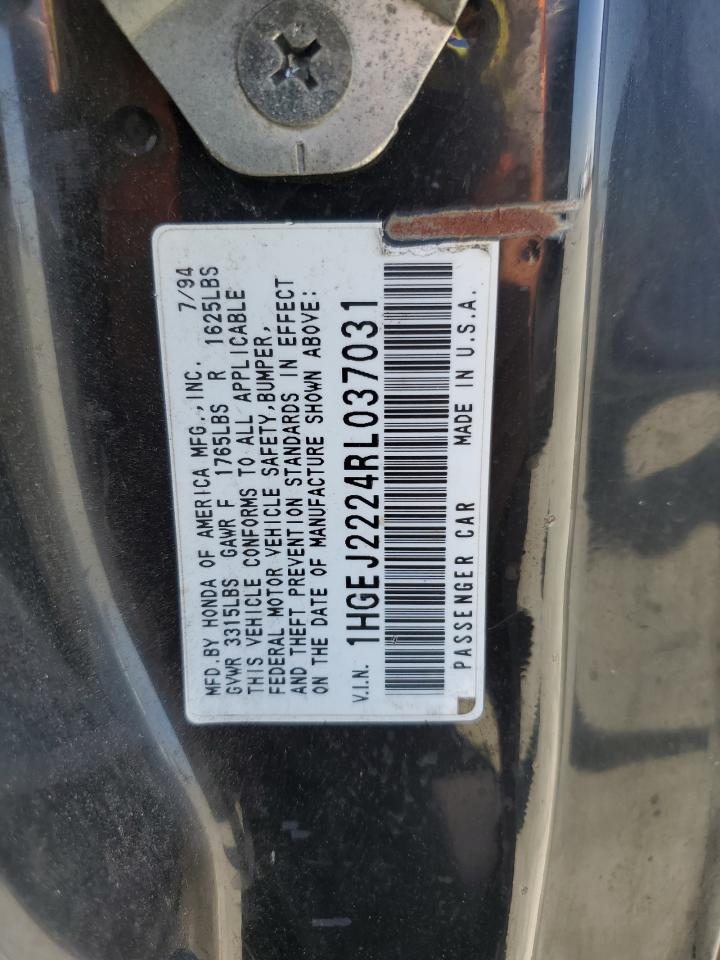 MFD.BY HONDA OF AMERICA MFG.,INC. 7/94
GVWR 3315LBS GAWR F 1765LBS R 1625LBS
THIS VEHICLE CONFORMS TO ALL APPLICABLE
FEDERAL MOTOR VEHICLE SAFETY,BUMPER,
AND THEFT PREVENTION STANDARDS IN EFFECT
ON THE DATE OF MANUFACTURE SHOWN ABOVE:
V.I.N. 1HGEJ2224RL037031
PASSENGER CAR MADE IN U.S.A.